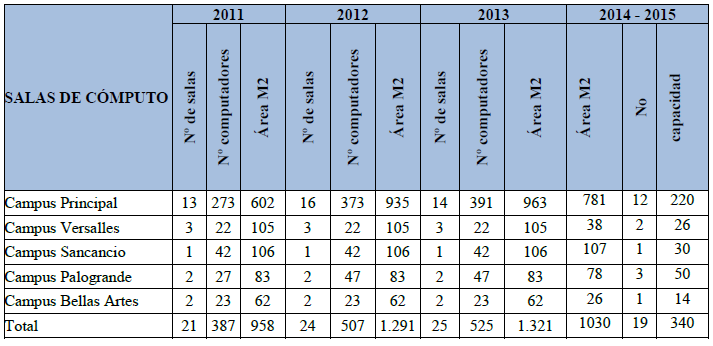 SALAS DE CÓMPUTO 2011 2012 2013 2014 - 2015
Nº de salas Nº computadores Área M2 Nº de salas Nº computadores Área M2 Nº de salas Nº computadores Área M2 Área M2 No capacidad
Campus Principal 13 273 602 16 373 935 14 391 963 781 12 220
Campus Versalles 3 22 105 3 22 105 3 22 105 38 2 26
Campus Sancancio 1 42 106 1 42 106 1 42 106 107 1 30
Campus Palogrande 2 27 83 2 47 83 2 47 83 78 3 50
Campus Bellas Artes 2 23 62 2 23 62 2 23 62 26 1 14
Total 21 387 958 24 507 1.291 25 525 1.321 1030 19 340